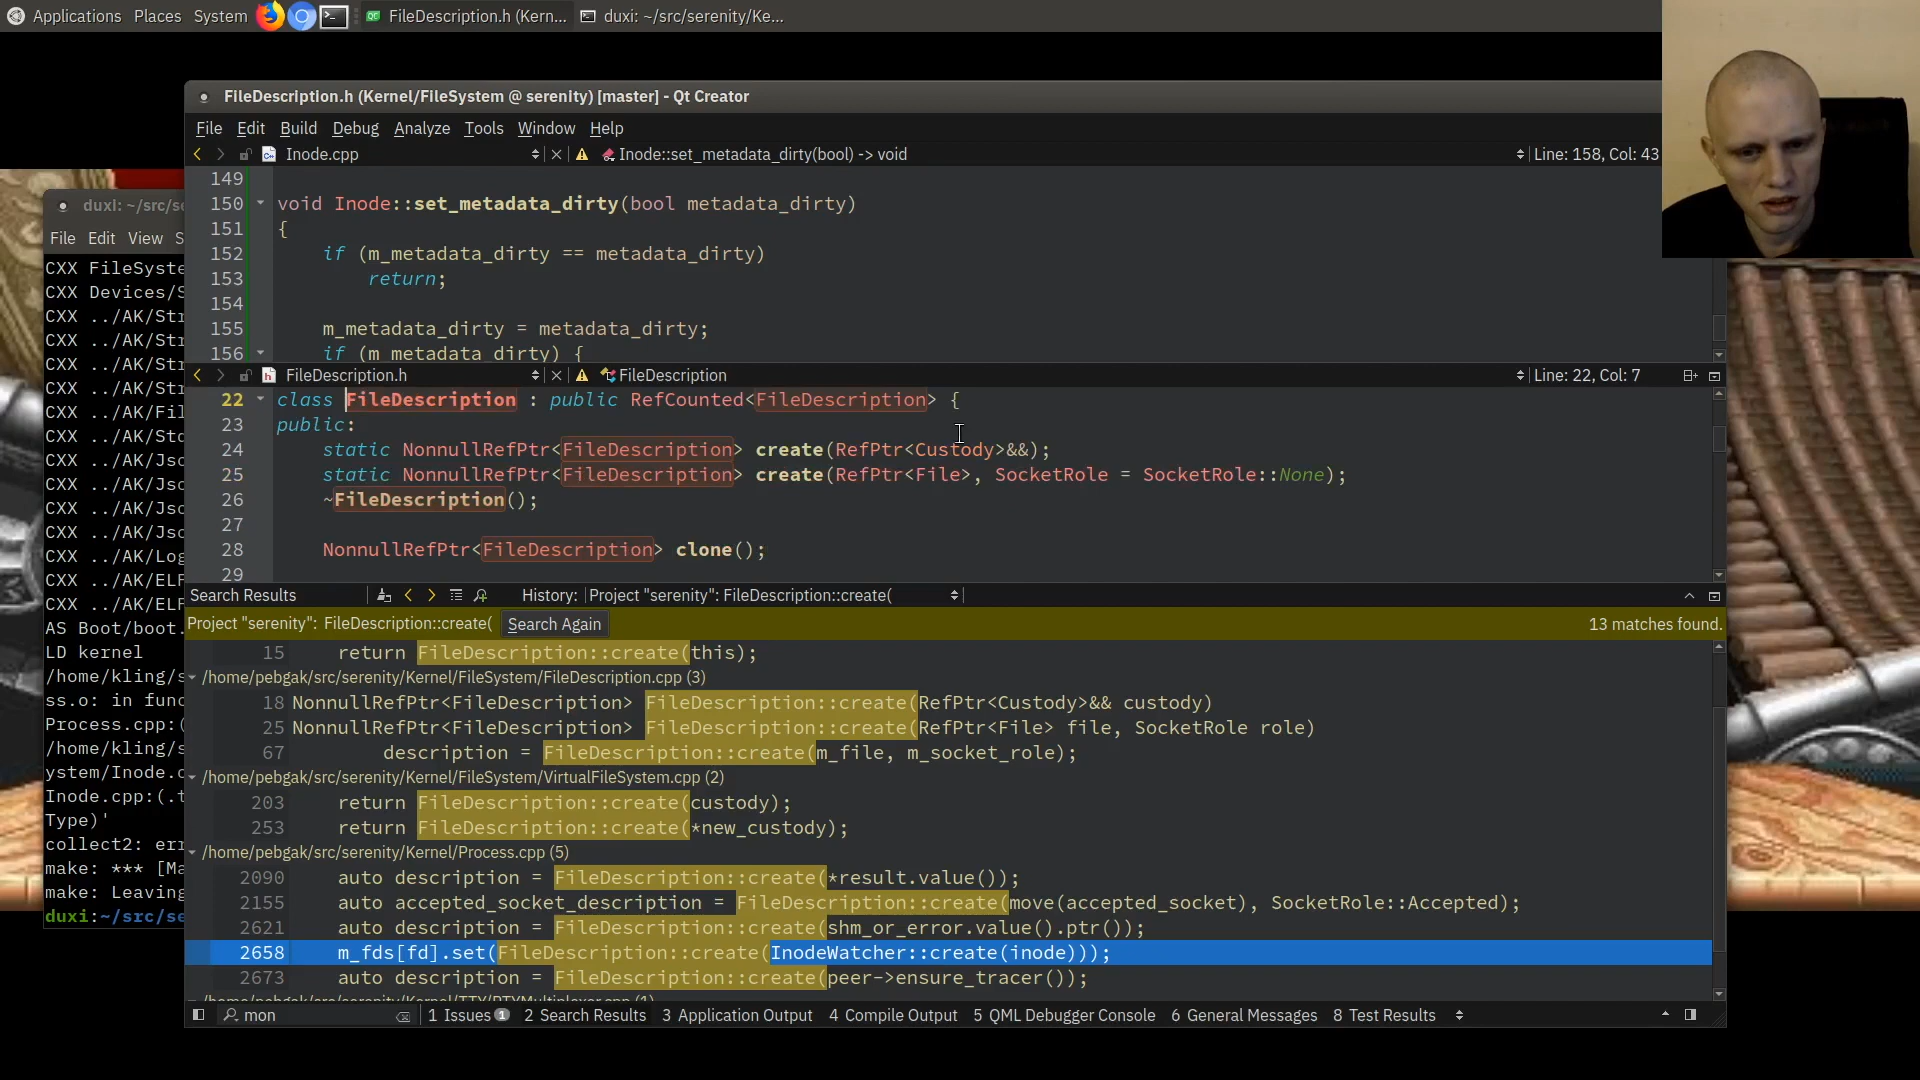 Applications Places System FileDescription.h (Kern... duxi: ~/src/serenity/Ke...
FileDescription.h (Kernel/FileSystem @ serenity) [master] - Qt Creator
File Edit Build Debug Analyze Tools Window Help
Inode.cpp Inode::set_metadata_dirty(bool) -> void Line: 158, Col: 43
149
150 void Inode::set_metadata_dirty(bool metadata_dirty)
151 {
152 if (m_metadata_dirty == metadata_dirty)
153 return;
154
155 m_metadata_dirty = metadata_dirty;
156 if (m_metadata_dirty) {
FileDescription.h FileDescription Line: 22, Col: 7
22 class FileDescription : public RefCounted<FileDescription> {
23 public:
24 static NonnullRefPtr<FileDescription> create(RefPtr<Custody>&&);
25 static NonnullRefPtr<FileDescription> create(RefPtr<File>, SocketRole = SocketRole::None);
26 ~FileDescription();
27
28 NonnullRefPtr<FileDescription> clone();
29
Search Results History: Project "serenity": FileDescription::create(
Project "serenity": FileDescription::create( Search Again 13 matches found.
15 return FileDescription::create(this);
/home/pebgak/src/serenity/Kernel/FileSystem/FileDescription.cpp (3)
18 NonnullRefPtr<FileDescription> FileDescription::create(RefPtr<Custody>&& custody)
25 NonnullRefPtr<FileDescription> FileDescription::create(RefPtr<File> file, SocketRole role)
67 description = FileDescription::create(m_file, m_socket_role);
/home/pebgak/src/serenity/Kernel/FileSystem/VirtualFileSystem.cpp (2)
203 return FileDescription::create(custody);
253 return FileDescription::create(*new_custody);
/home/pebgak/src/serenity/Kernel/Process.cpp (5)
2090 auto description = FileDescription::create(*result.value());
2155 auto accepted_socket_description = FileDescription::create(move(accepted_socket), SocketRole::Accepted);
2621 auto description = FileDescription::create(shm_or_error.value().ptr());
2658 m_fds[fd].set(FileDescription::create(InodeWatcher::create(inode)));
2673 auto description = FileDescription::create(peer->ensure_tracer());
/home/pebgak/src/serenity/Kernel/TTY/PTYMultiplexer.cpp (1)
mon 1 Issues 1 2 Search Results 3 Application Output 4 Compile Output 5 QML Debugger Console 6 General Messages 8 Test Results
duxi: ~/src/se
File Edit View S
CXX FileSyste
CXX Devices/S
CXX ../AK/Str
CXX ../AK/Str
CXX ../AK/Str
CXX ../AK/Str
CXX ../AK/Fil
CXX ../AK/Std
CXX ../AK/Jso
CXX ../AK/Jso
CXX ../AK/Jso
CXX ../AK/Jso
CXX ../AK/Log
CXX ../AK/ELF
CXX ../AK/ELF
AS Boot/boot.
LD kernel
/home/kling/s
ss.o: in func
Process.cpp:(
/home/kling/s
ystem/Inode.c
Inode.cpp:(.t
Type)'
collect2: err
make: *** [Ma
make: Leaving
duxi:~/src/se